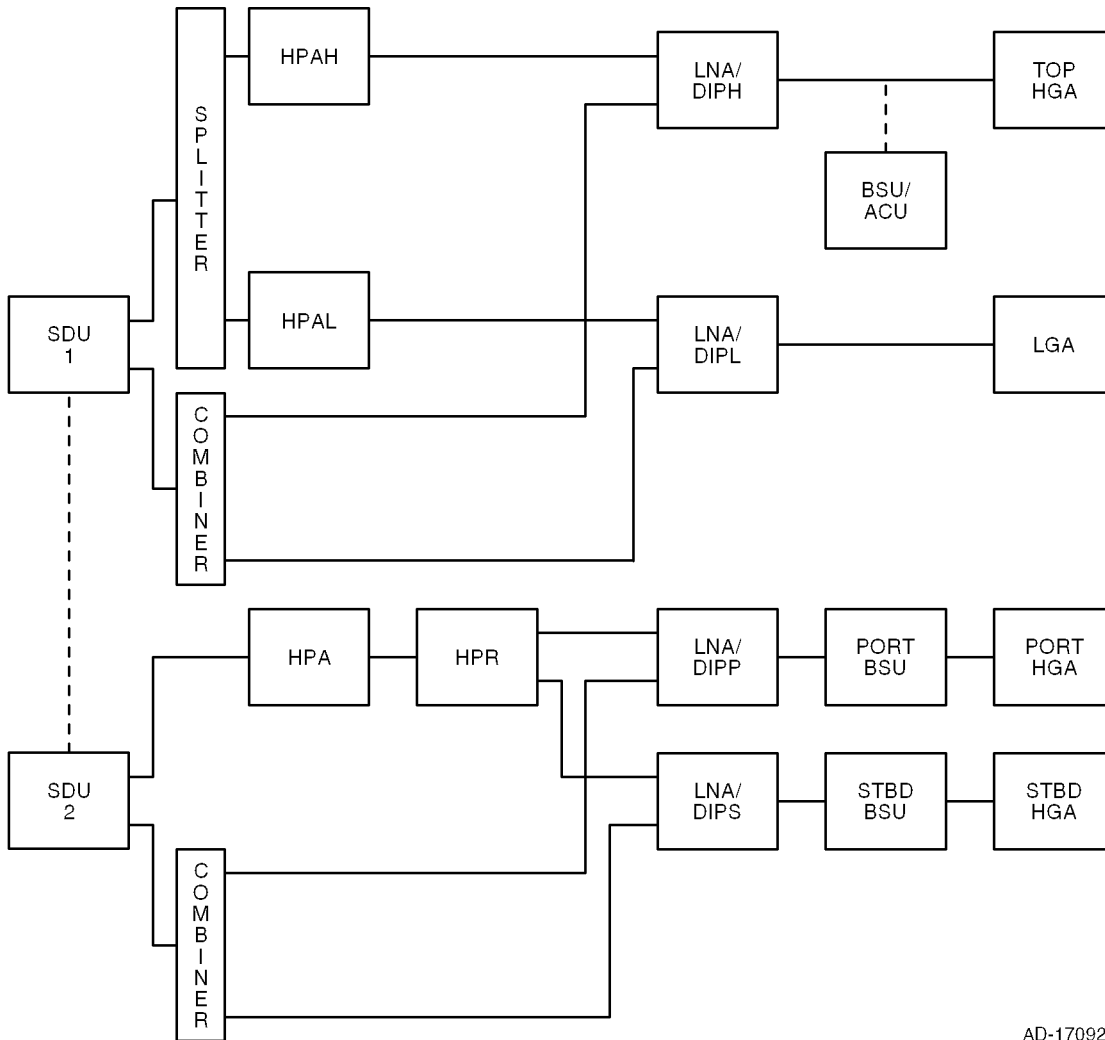 SPLITTER
HPAH
LNA/
DIPH
TOP
HGA
BSU/
ACU
SDU
1
HPAL
LNA/
DIPL
LGA
COMBINER
HPA
HPR
LNA/
DIPP
PORT
BSU
PORT
HGA
SDU
2
LNA/
DIPS
STBD
BSU
STBD
HGA
COMBINER
AD-17092